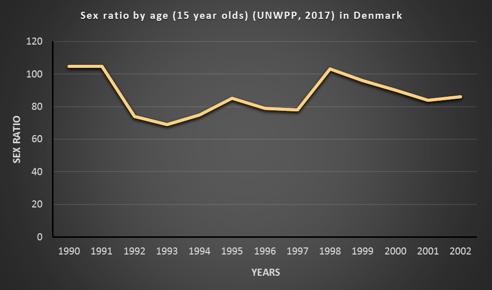 Sex ratio by age (15 year olds) (UNWPP, 2017) in Denmark
120
100
80
60
40
20
0
SEX RATIO
1990 1991 1992 1993 1994 1995 1996 1997 1998 1999 2000 2001 2002
YEARS